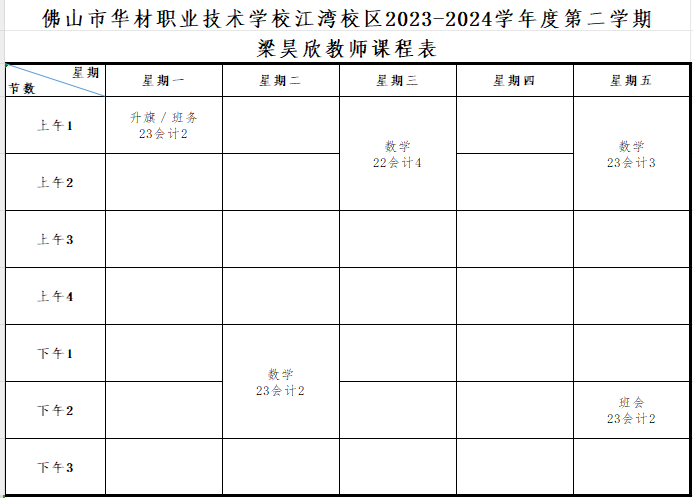 佛山市华材职业技术学校江湾校区2023-2024学年度第二学期
梁昊欣教师课程表
星期
节数
星期一
星期二
星期三
星期四
星期五
上午1
升旗/班务
23会计2
数学
22会计4
数学
23会计3
上午2
上午3
上午4
下午1
数学
23会计2
下午2
班会
23会计2
下午3